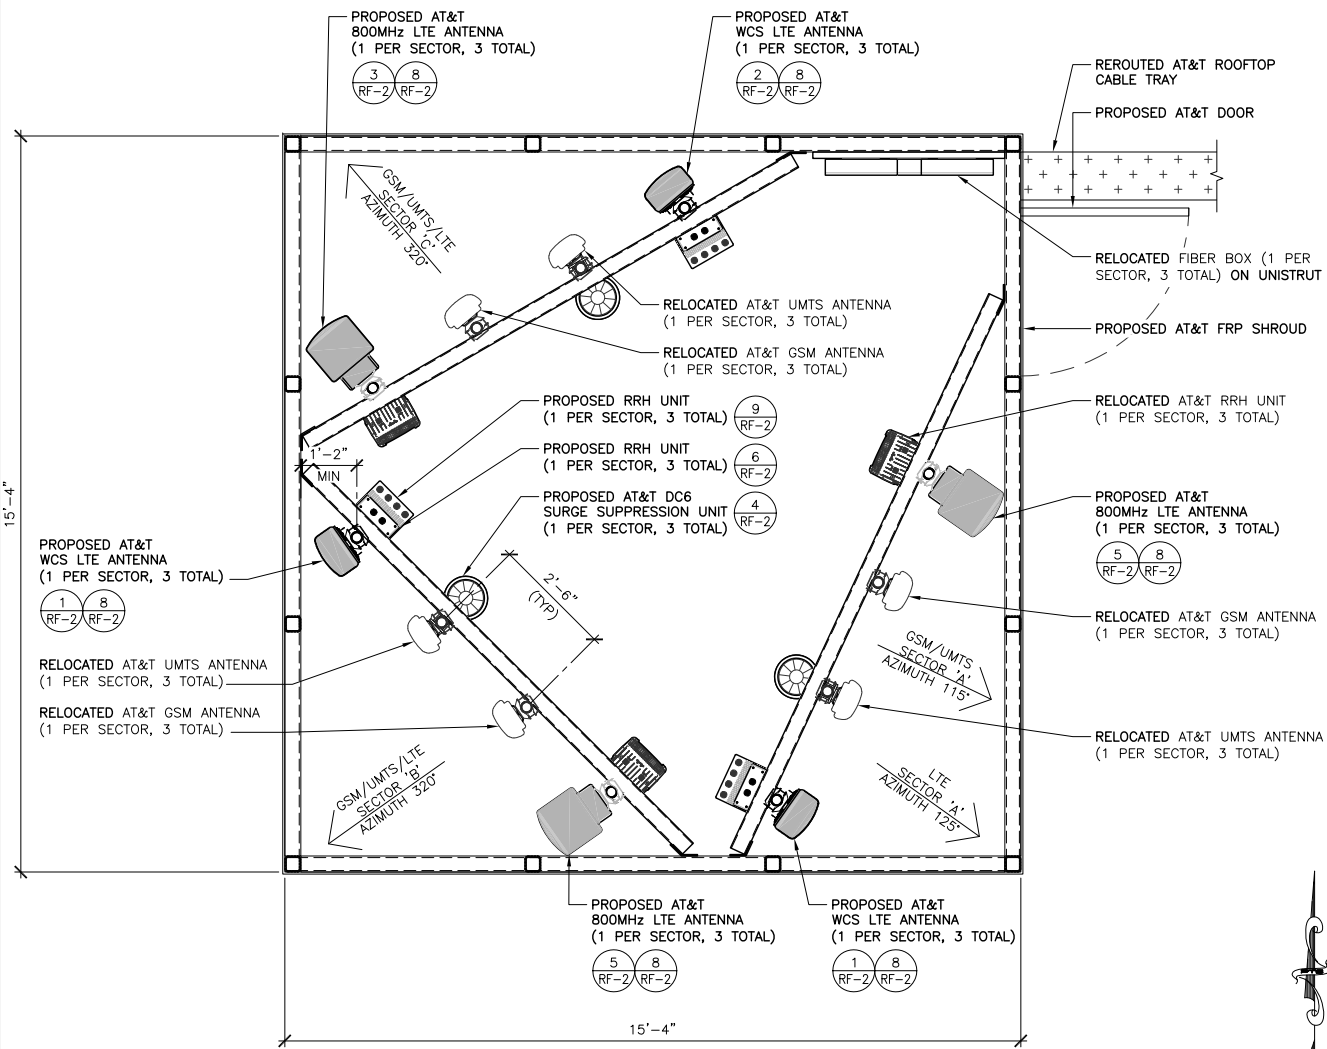 PROPOSED AT&T
800MHz LTE ANTENNA
(1 PER SECTOR, 3 TOTAL)
3
RF-2
8
RF-2
PROPOSED AT&T
WCS LTE ANTENNA
(1 PER SECTOR, 3 TOTAL)
2
RF-2
8
RF-2
REROUTED AT&T ROOFTOP
CABLE TRAY
PROPOSED AT&T DOOR
GSM/UMTS/LTE
SECTOR 'C'
AZIMUTH 320°
RELOCATED FIBER BOX (1 PER
SECTOR, 3 TOTAL) ON UNISTRUT
RELOCATED AT&T UMTS ANTENNA
(1 PER SECTOR, 3 TOTAL)
PROPOSED AT&T FRP SHROUD
RELOCATED AT&T GSM ANTENNA
(1 PER SECTOR, 3 TOTAL)
PROPOSED RRH UNIT
(1 PER SECTOR, 3 TOTAL)
9
RF-2
RELOCATED AT&T RRH UNIT
(1 PER SECTOR, 3 TOTAL)
PROPOSED RRH UNIT
(1 PER SECTOR, 3 TOTAL)
6
RF-2
1'-2"
MIN
PROPOSED AT&T DC6
SURGE SUPPRESSION UNIT
(1 PER SECTOR, 3 TOTAL)
4
RF-2
PROPOSED AT&T
800MHz LTE ANTENNA
(1 PER SECTOR, 3 TOTAL)
5
RF-2
8
RF-2
15'-4"
PROPOSED AT&T
WCS LTE ANTENNA
(1 PER SECTOR, 3 TOTAL)
1
RF-2
8
RF-2
2'-6"
(TYP)
RELOCATED AT&T GSM ANTENNA
(1 PER SECTOR, 3 TOTAL)
RELOCATED AT&T UMTS ANTENNA
(1 PER SECTOR, 3 TOTAL)
GSM/UMTS
SECTOR 'A'
AZIMUTH 115°
RELOCATED AT&T GSM ANTENNA
(1 PER SECTOR, 3 TOTAL)
RELOCATED AT&T UMTS ANTENNA
(1 PER SECTOR, 3 TOTAL)
GSM/UMTS/LTE
SECTOR 'B'
AZIMUTH 320°
LTE
SECTOR 'A'
AZIMUTH 125°
PROPOSED AT&T
800MHz LTE ANTENNA
(1 PER SECTOR, 3 TOTAL)
5
RF-2
8
RF-2
PROPOSED AT&T
WCS LTE ANTENNA
(1 PER SECTOR, 3 TOTAL)
1
RF-2
8
RF-2
15'-4"